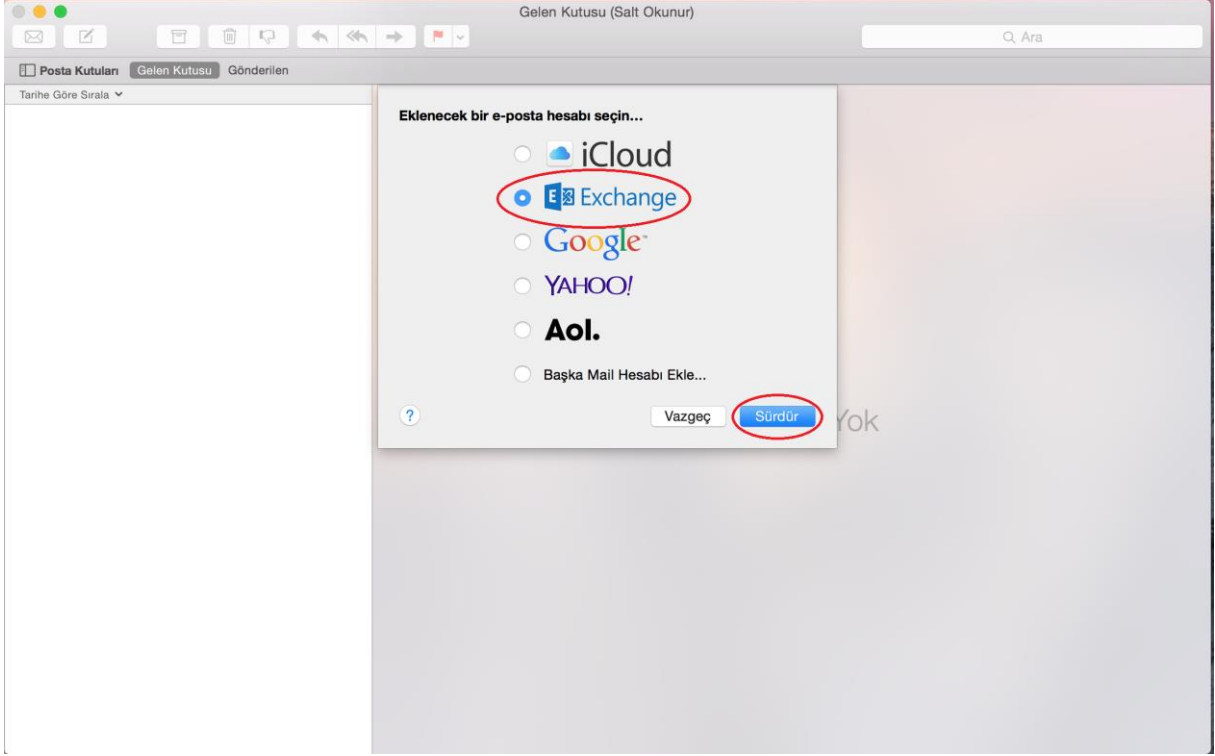 Gelen Kutusu (Salt Okunur)
Ara
Posta Kutuları Gelen Kutusu Gönderilen
Tarihe Göre Sırala
Eklenecek bir e-posta hesabı seçin...
iCloud
E Exchange
Google™
YAHOO!
Aol.
Başka Mail Hesabı Ekle...
? Vazgeç Sürdür
Yok